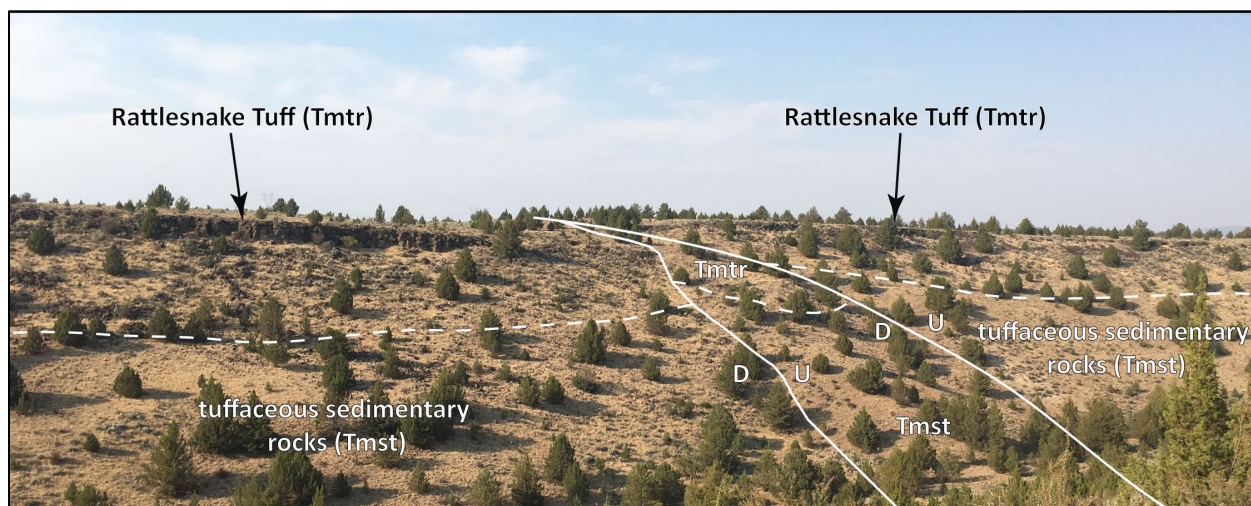 Rattlesnake Tuff (Tmtr)
Rattlesnake Tuff (Tmtr)
Tmtr
D
U
tuffaceous sedimentary
rocks (Tmst)
D
U
tuffaceous sedimentary
rocks (Tmst)
Tmst